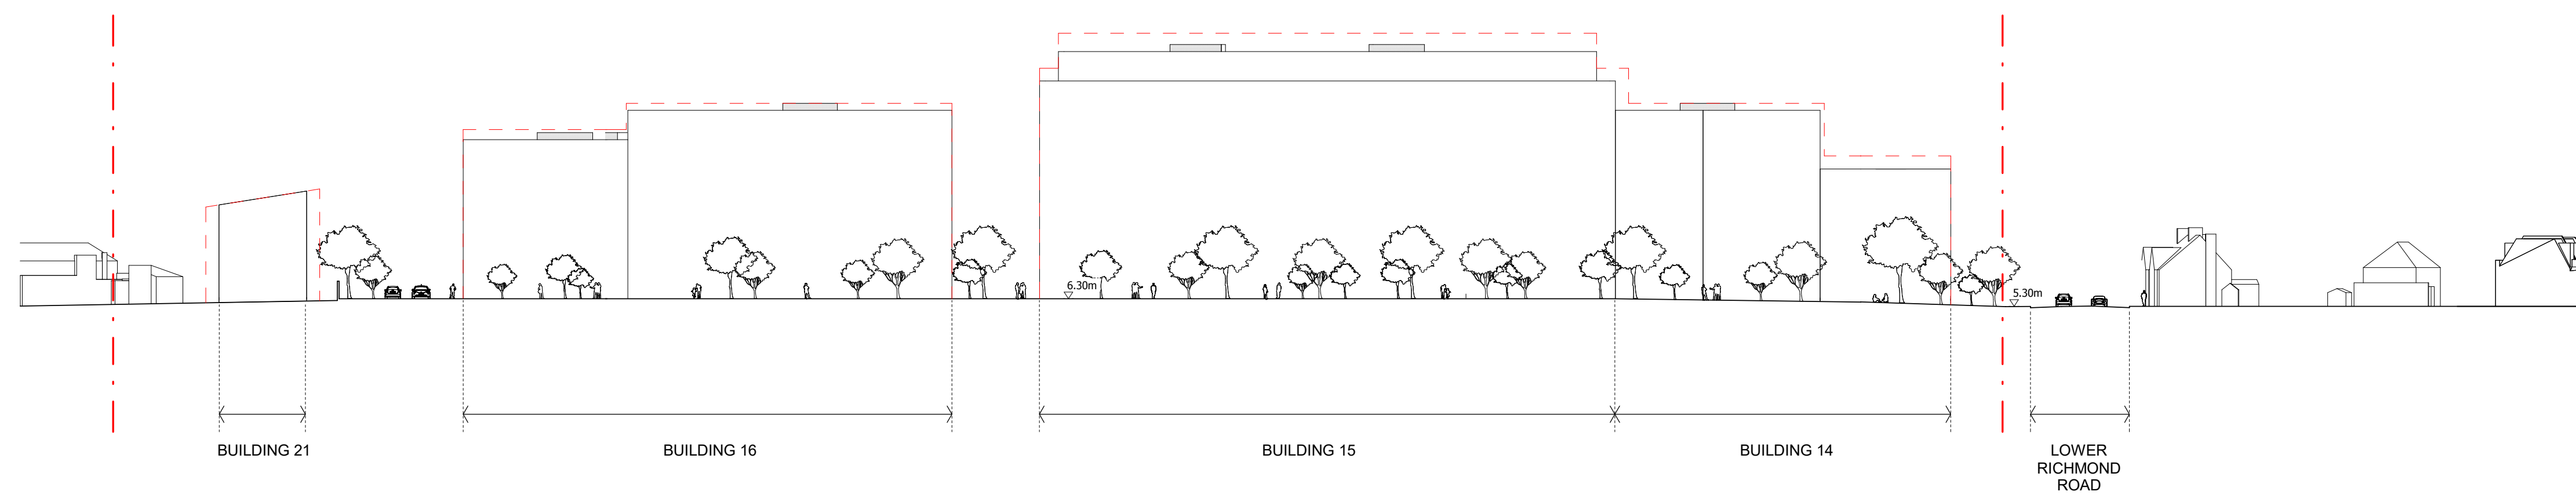 6.30m
5.30m
BUILDING 21
BUILDING 16
BUILDING 15
BUILDING 14
LOWER
RICHMOND
ROAD